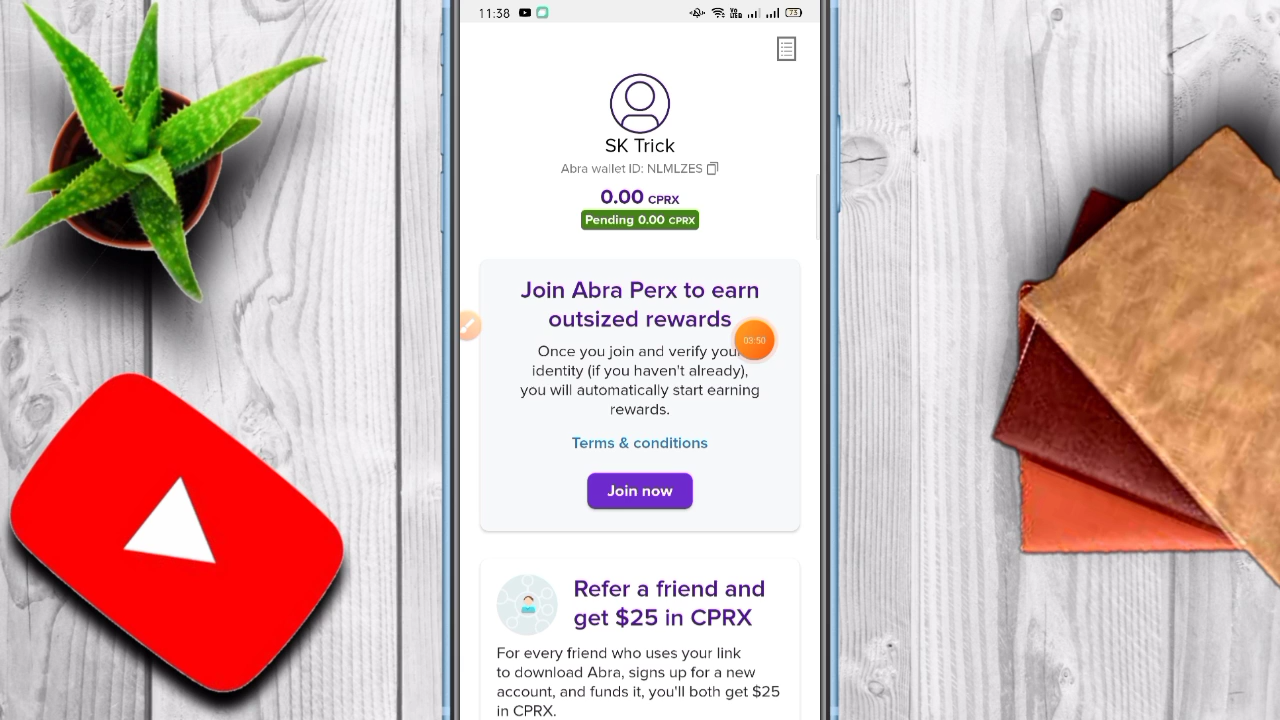 11:38
73
SK Trick
Abra wallet ID: NLMLZES
0.00 CPRX
Pending 0.00 CPRX
Join Abra Perx to earn
outsized rewards
03:50
Once you join and verify your
identity (if you haven't already),
you will automatically start earning
rewards.
Terms & conditions
Join now
Refer a friend and
get $25 in CPRX
For every friend who uses your link
to download Abra, signs up for a new
account, and funds it, you'll both get $25
in CPRX.